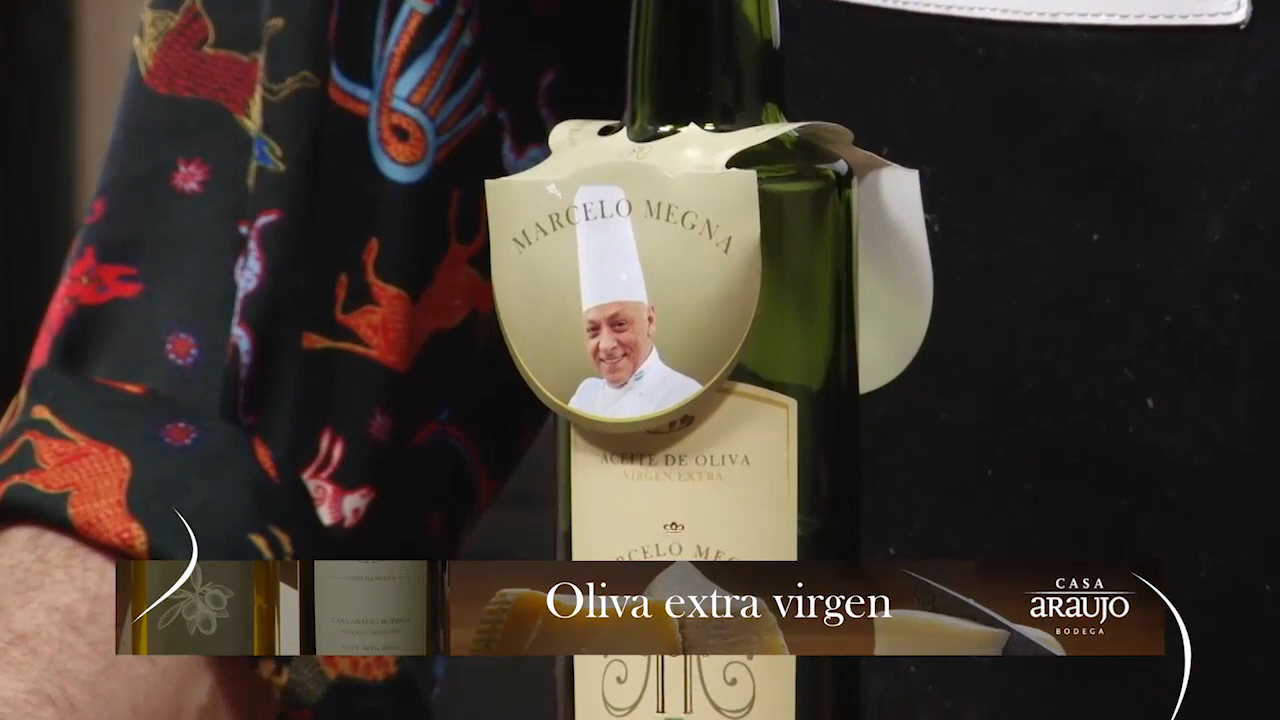 MARCELO MEGNA
ACEITE DE OLIVA
VIRGEN EXTRA
Oliva extra virgen
CASA
ARAUJO
BODEGA